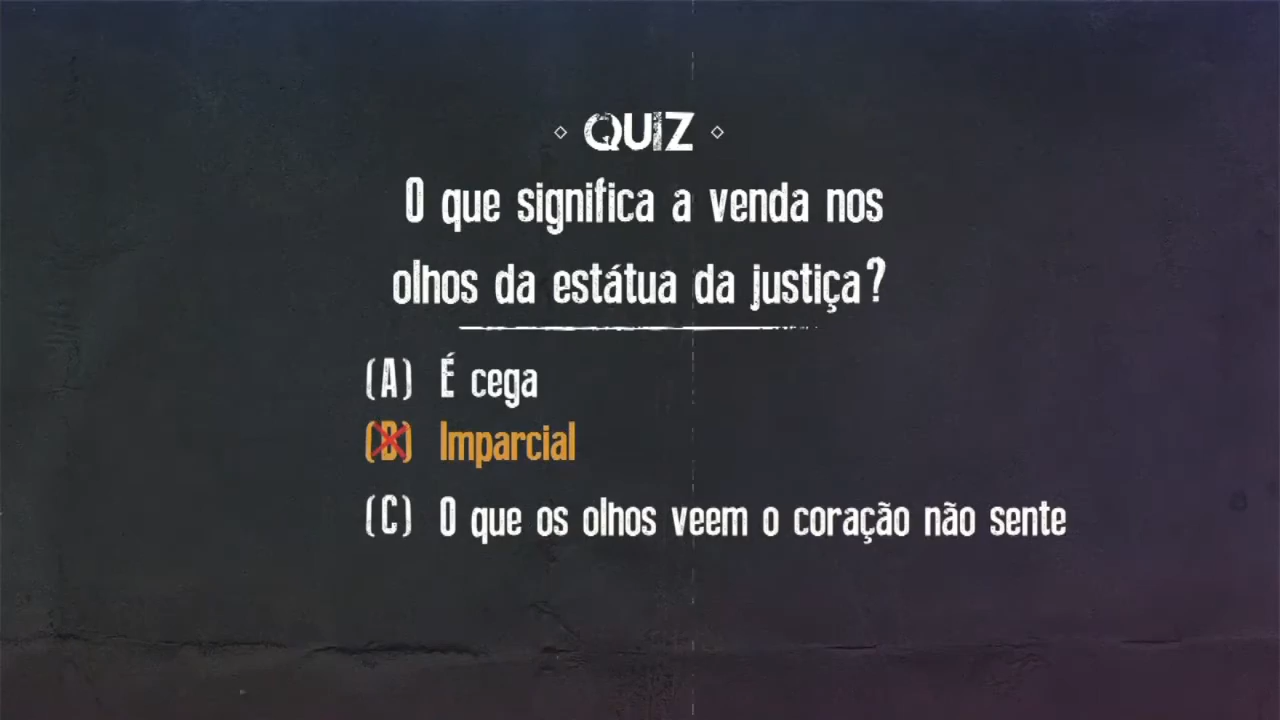 QUIZ
O que significa a venda nos
olhos da estátua da justiça?
(A) É cega
(B) Imparcial
(C) O que os olhos veem o coração não sente